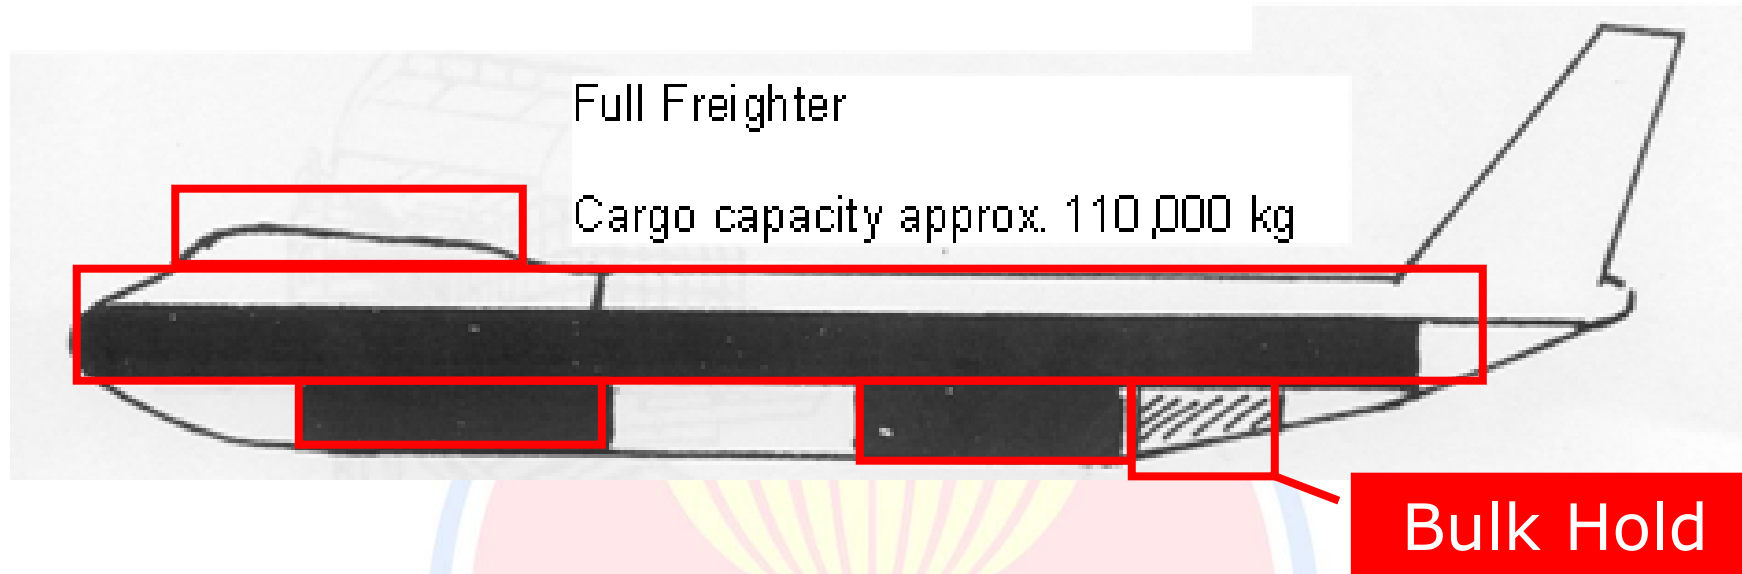 Full Freighter
Cargo capacity approx. 110,000 kg
Bulk Hold